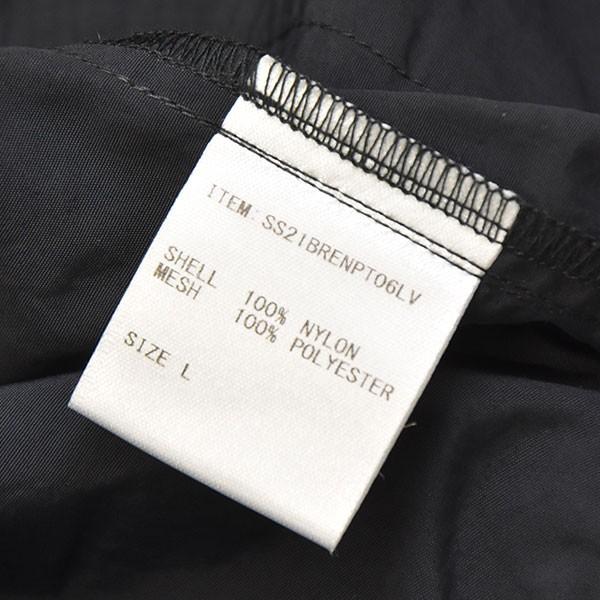 ITEM: SS21BRENPT06LV
SHELL 100% NYLON
MESH 100% POLYESTER
SIZE L